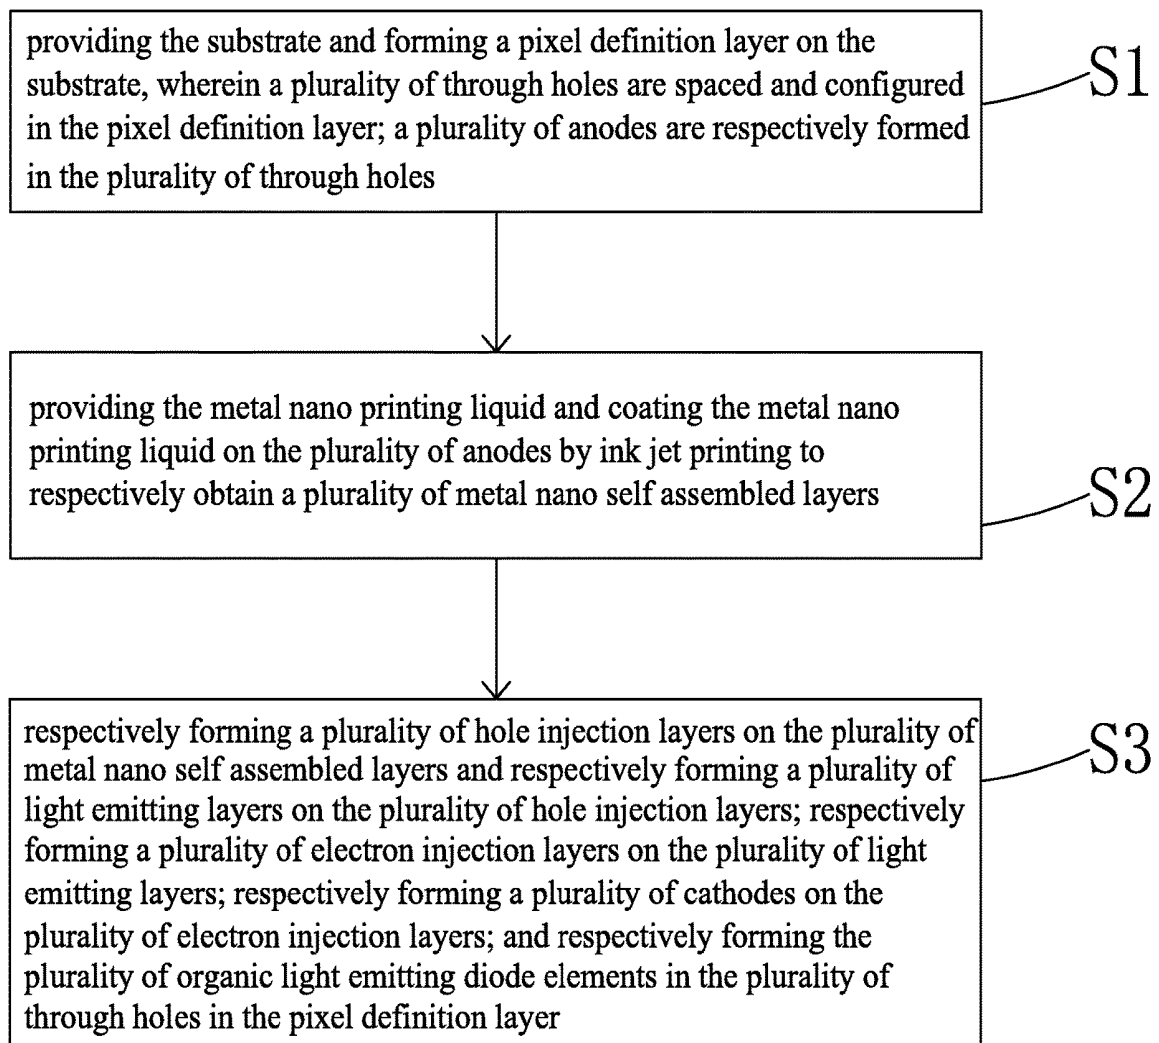 providing the substrate and forming a pixel definition layer on the
substrate, wherein a plurality of through holes are spaced and configured
in the pixel definition layer; a plurality of anodes are respectively formed
in the plurality of through holes
S1
providing the metal nano printing liquid and coating the metal nano
printing liquid on the plurality of anodes by ink jet printing to
respectively obtain a plurality of metal nano self assembled layers
S2
respectively forming a plurality of hole injection layers on the plurality of
metal nano self assembled layers and respectively forming a plurality of
light emitting layers on the plurality of hole injection layers; respectively
forming a plurality of electron injection layers on the plurality of light
emitting layers; respectively forming a plurality of cathodes on the
plurality of electron injection layers; and respectively forming the
plurality of organic light emitting diode elements in the plurality of
through holes in the pixel definition layer
S3